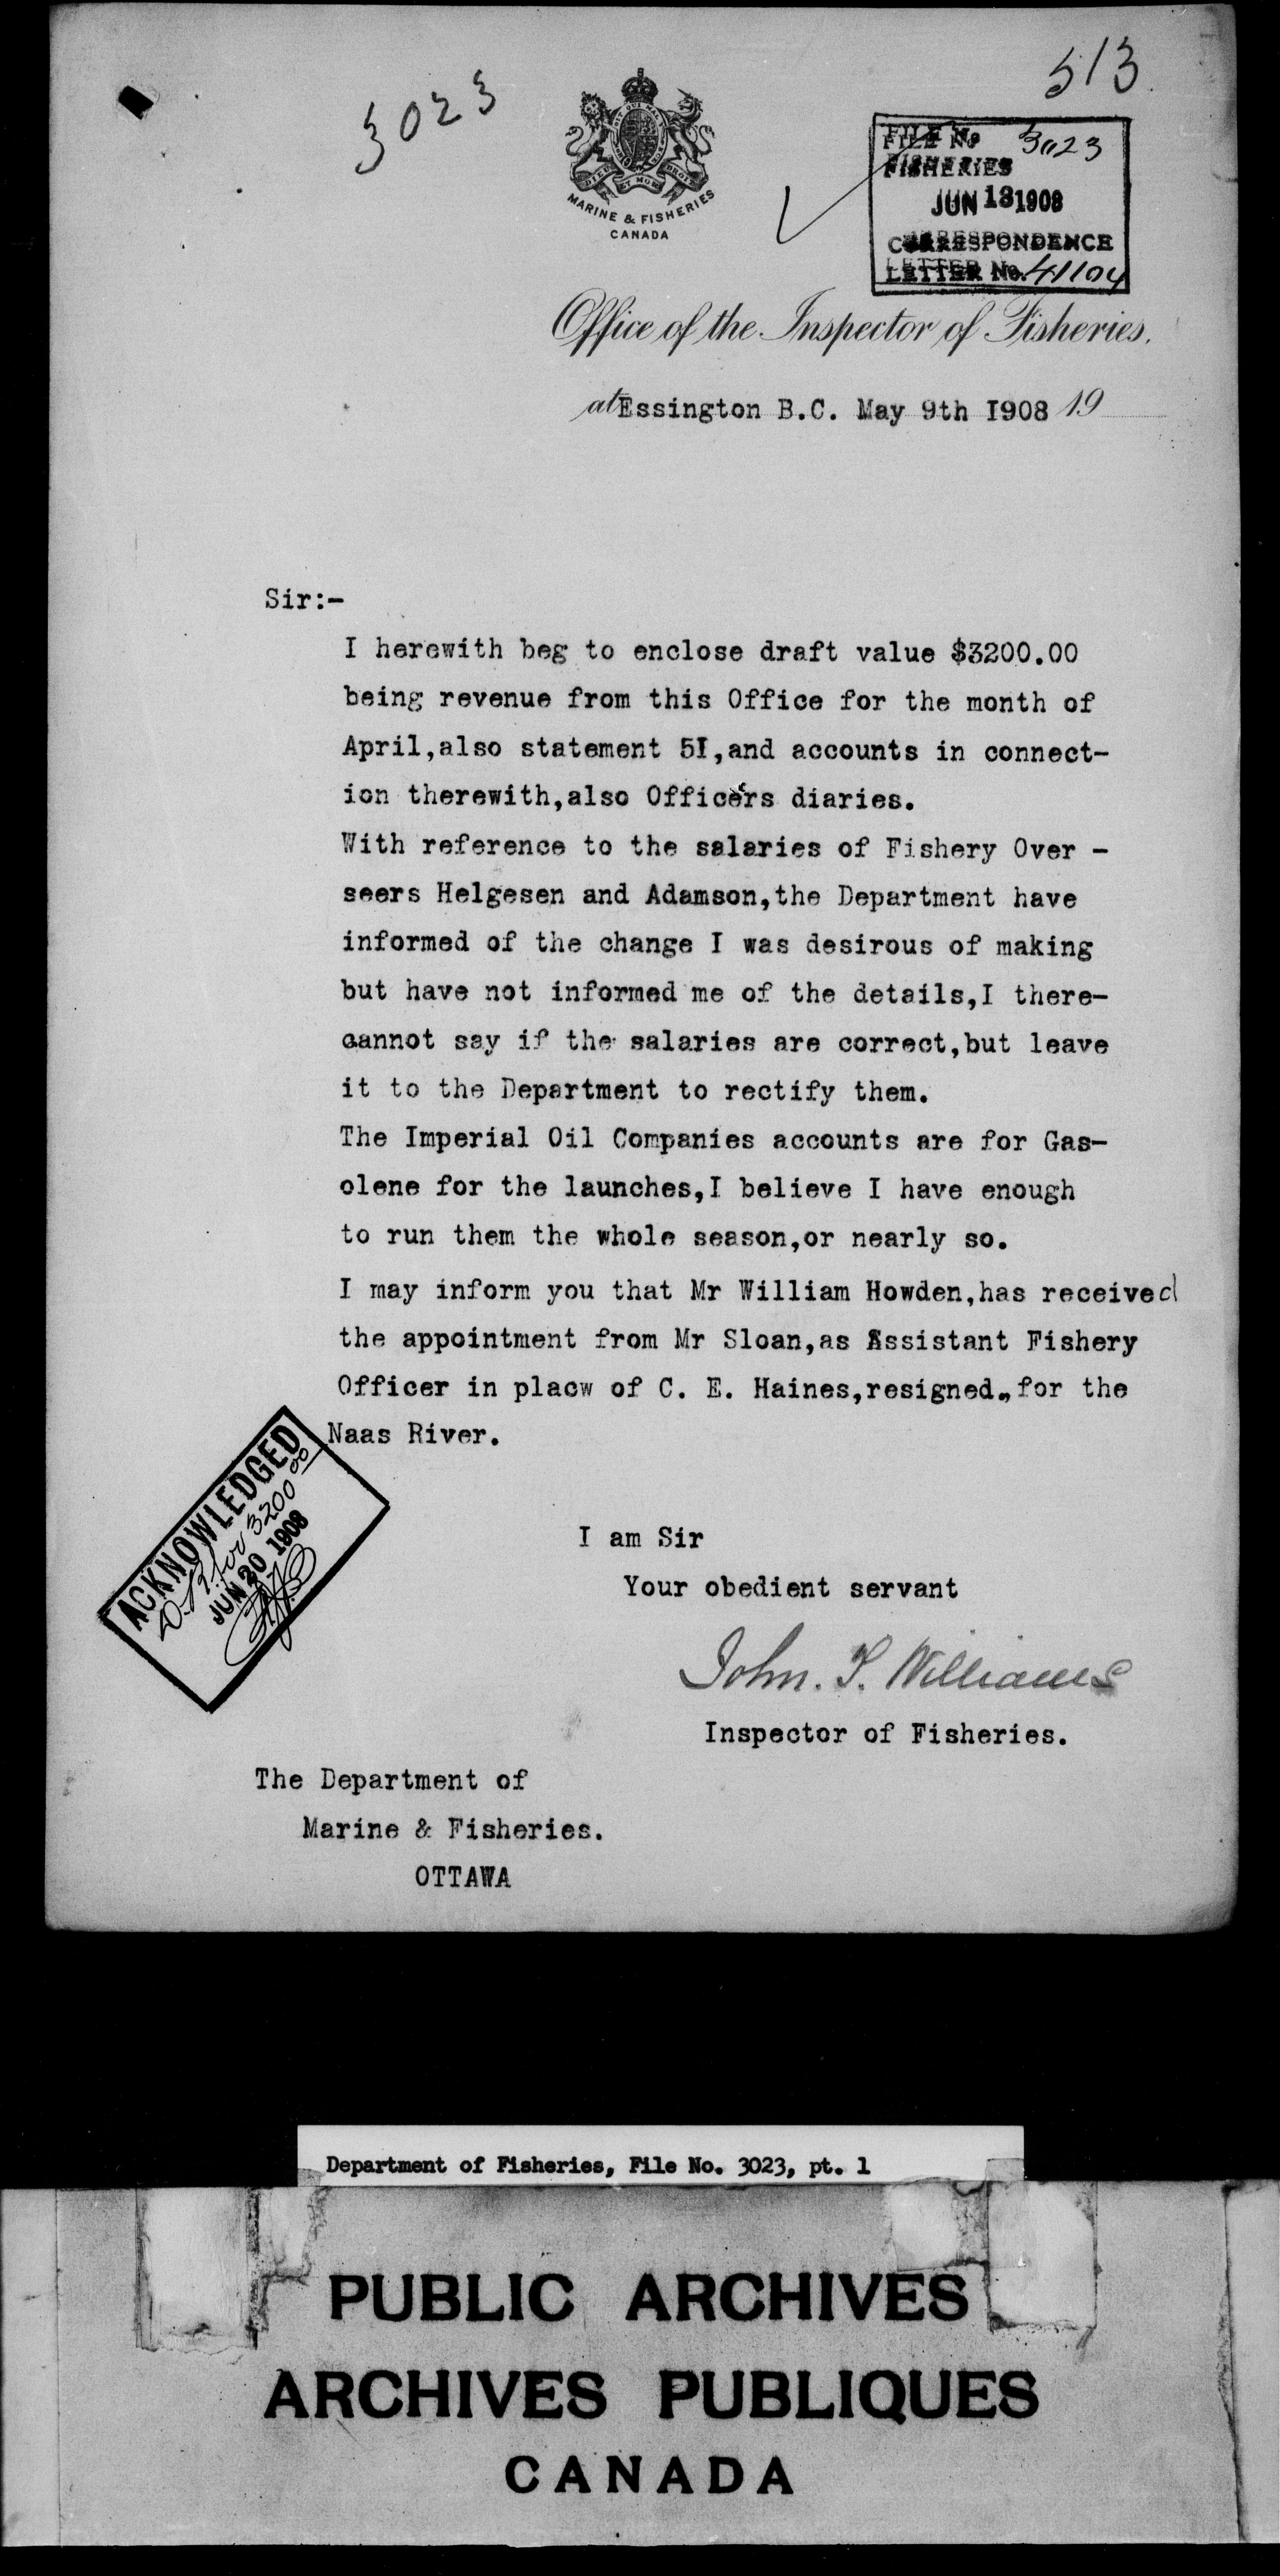 513
3023
DIEU ET MON DROIT
MARINE & FISHERIES
CANADA
FILE No 3023
FISHERIES
JUN 18 1908
CORRESPONDENCE
LETTER No. 41104
Office of the Inspector of Fisheries.
at Essington B.C. May 9th I908 19
Sir:-
I herewith beg to enclose draft value $3200.00
being revenue from this Office for the month of
April,also statement 5I,and accounts in connect-
ion therewith,also Officers diaries.
With reference to the salaries of Fishery Over -
seers Helgesen and Adamson,the Department have
informed of the change I was desirous of making
but have not informed me of the details,I there-
cannot say if the salaries are correct,but leave
it to the Department to rectify them.
The Imperial Oil Companies accounts are for Gas-
olene for the launches,I believe I have enough
to run them the whole season,or nearly so.
I may inform you that Mr William Howden,has received
the appointment from Mr Sloan,as Assistant Fishery
Officer in placw of C. E. Haines,resigned.,for the
Naas River.
ACKNOWLEDGED
for 3200 00
JUN 20 1908
I am Sir
Your obedient servant
John. T. Williams
Inspector of Fisheries.
The Department of
Marine & Fisheries.
OTTAWA
Department of Fisheries, File No. 3023, pt. 1
PUBLIC ARCHIVES
ARCHIVES PUBLIQUES
CANADA